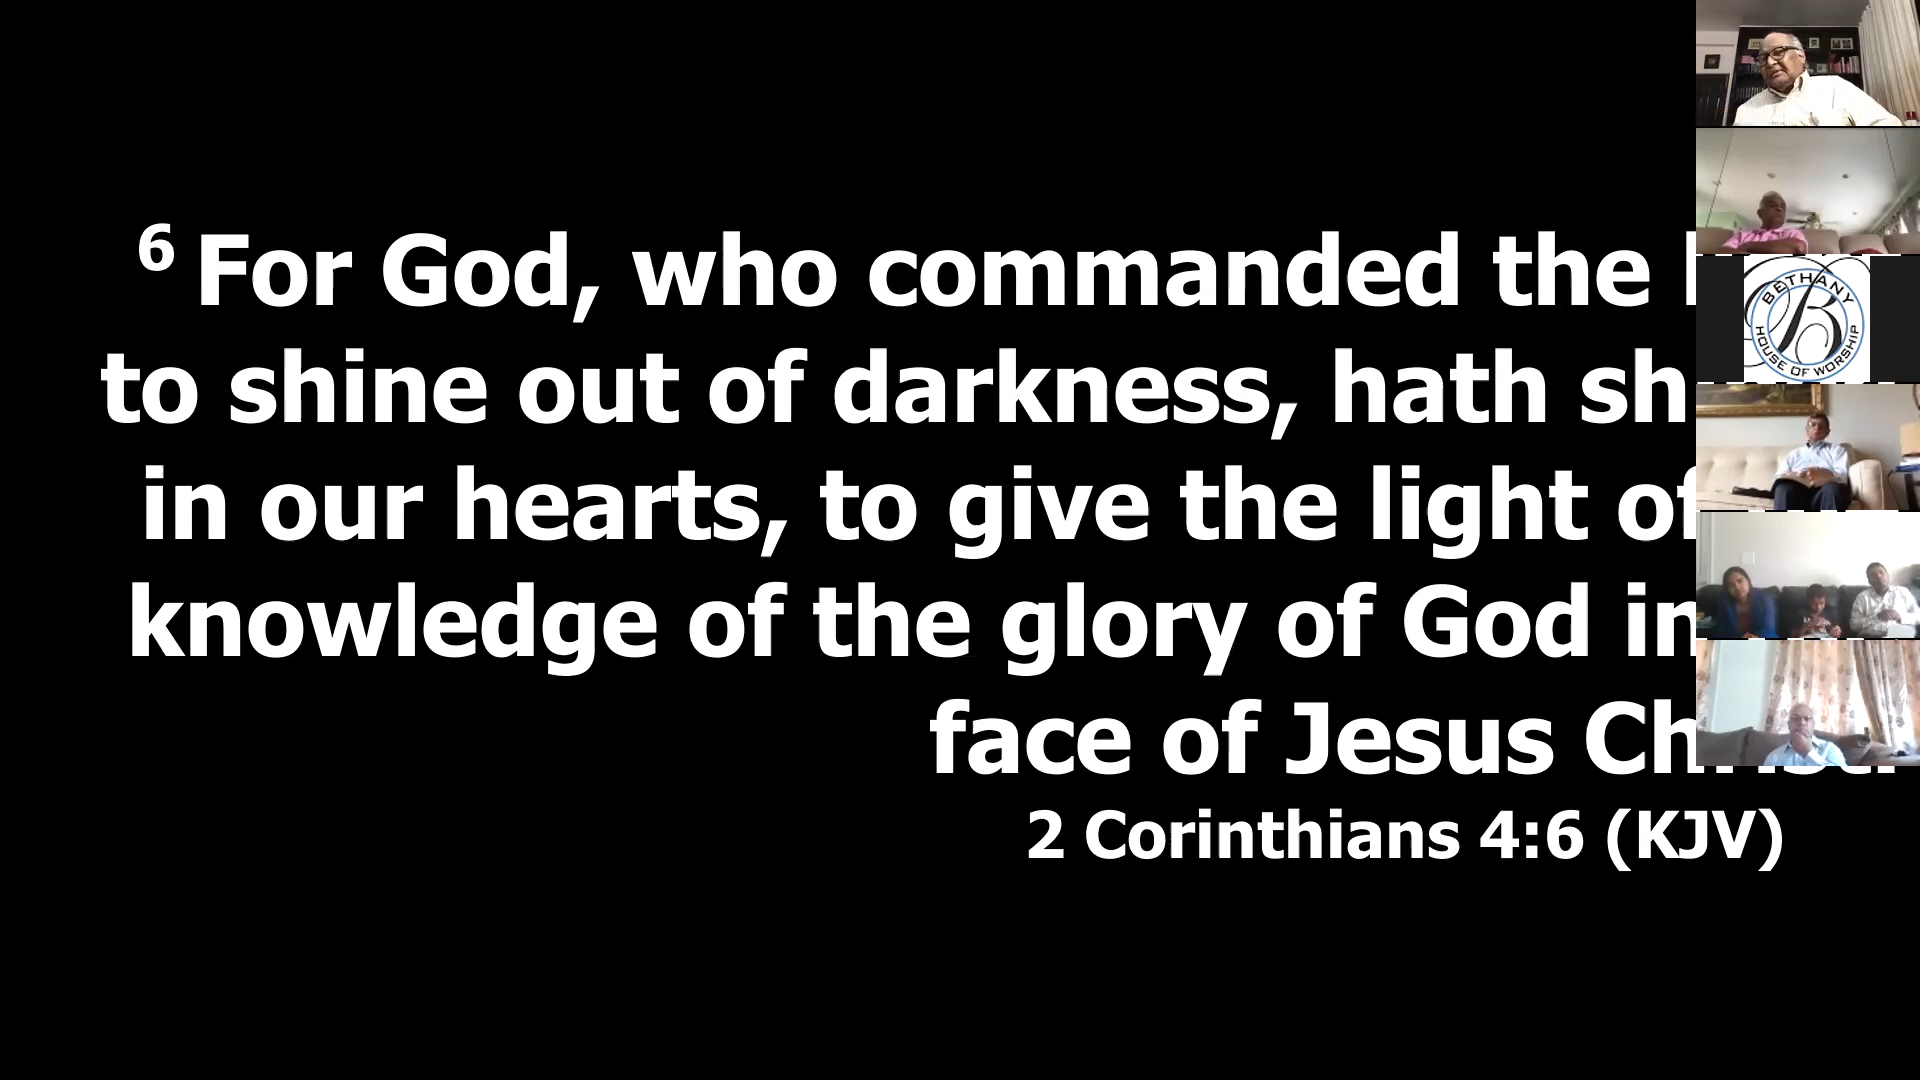 6 For God, who commanded the
to shine out of darkness, hath sh
in our hearts, to give the light of
knowledge of the glory of God in
face of Jesus Christ.
2 Corinthians 4:6 (KJV)
BETHANY
B
HOUSE OF WORSHIP